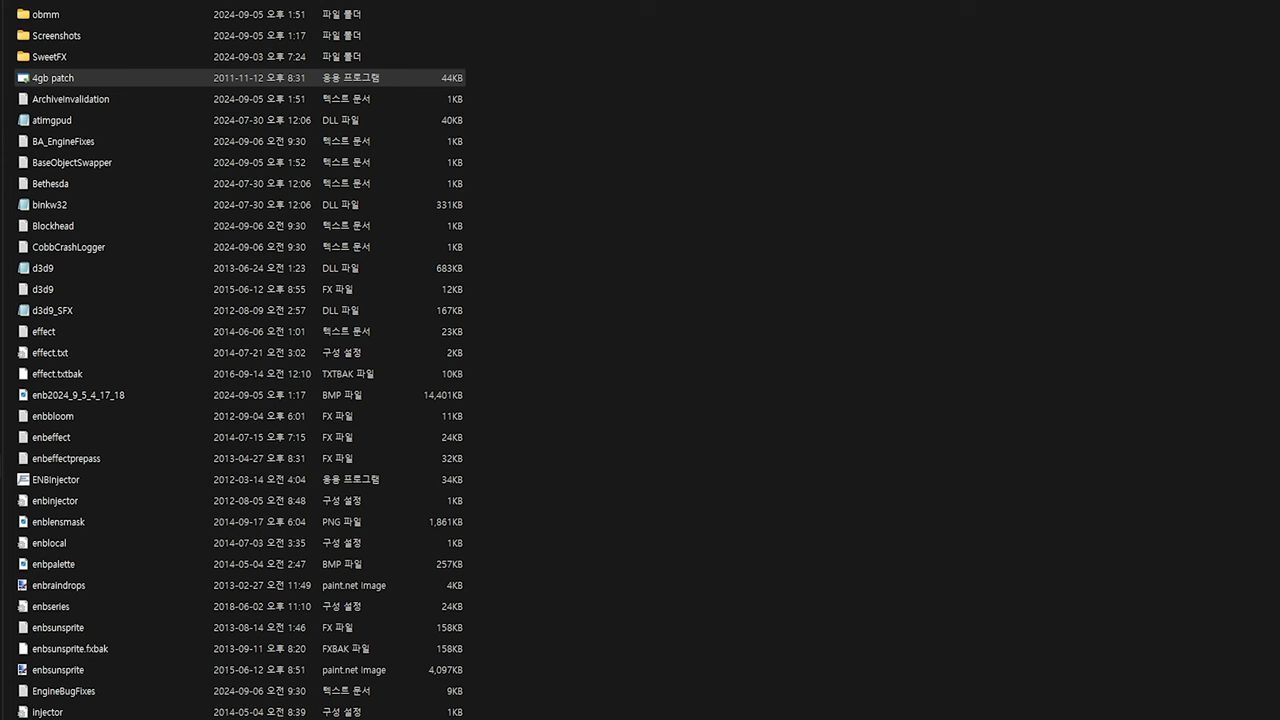 obmm 2024-09-05 오후 1:51 파일 폴더
Screenshots 2024-09-05 오후 1:17 파일 폴더
SweetFX 2024-09-03 오후 7:24 파일 폴더
4gb patch 2011-11-12 오후 8:31 응용 프로그램 44KB
ArchiveInvalidation 2024-09-05 오후 1:51 텍스트 문서 1KB
atimgpud 2024-07-30 오후 12:06 DLL 파일 40KB
BA_EngineFixes 2024-09-06 오전 9:30 텍스트 문서 1KB
BaseObjectSwapper 2024-09-05 오후 1:52 텍스트 문서 1KB
Bethesda 2024-07-30 오후 12:06 텍스트 문서 1KB
binkw32 2024-07-30 오후 12:06 DLL 파일 331KB
Blockhead 2024-09-06 오전 9:30 텍스트 문서 1KB
CobbCrashLogger 2024-09-06 오전 9:30 텍스트 문서 1KB
d3d9 2013-06-24 오전 1:23 DLL 파일 683KB
d3d9 2015-06-12 오후 8:55 FX 파일 12KB
d3d9_SFX 2012-08-09 오전 2:57 DLL 파일 167KB
effect 2014-06-06 오전 1:01 텍스트 문서 23KB
effect.txt 2014-07-21 오전 3:02 구성 설정 2KB
effect.txtbak 2016-09-14 오전 12:10 TXTBAK 파일 10KB
enb2024_9_5_4_17_18 2024-09-05 오후 1:17 BMP 파일 14,401KB
enbbloom 2012-09-04 오후 6:01 FX 파일 11KB
enbeffect 2014-07-15 오후 7:15 FX 파일 24KB
enbeffectprepass 2013-04-27 오후 8:31 FX 파일 32KB
ENBInjector 2012-03-14 오전 4:04 응용 프로그램 34KB
enbinjector 2012-08-05 오전 8:48 구성 설정 1KB
enblensmask 2014-09-17 오후 6:04 PNG 파일 1,861KB
enblocal 2014-07-03 오전 3:35 구성 설정 1KB
enbpalette 2014-05-04 오전 2:47 BMP 파일 257KB
enbraindrops 2013-02-27 오전 11:49 paint.net Image 4KB
enbseries 2018-06-02 오후 11:10 구성 설정 24KB
enbsunsprite 2013-08-14 오전 1:46 FX 파일 158KB
enbsunsprite.fxbak 2013-09-11 오후 8:20 FXBAK 파일 158KB
enbsunsprite 2015-06-12 오후 8:51 paint.net Image 4,097KB
EngineBugFixes 2024-09-06 오전 9:30 텍스트 문서 9KB
injector 2014-05-04 오전 8:39 구성 설정 1KB